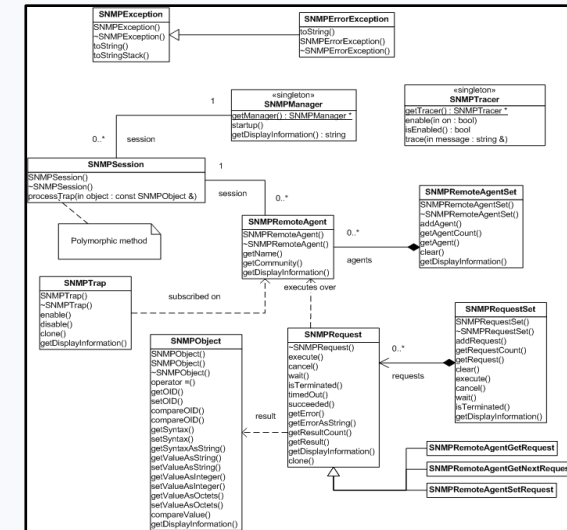 SNMPException
SNMPException()
~SNMPException()
toString()
toStringStack()
SNMPErrorException
toString()
SNMPErrorException()
~SNMPErrorException()
«singleton»
SNMPManager
getManager() : SNMPManager *
startup()
getDisplayInformation() : string
«singleton»
SNMPTracer
getTracer() : SNMPTracer *
enable(in on : bool)
isEnabled() : bool
trace(in message : string &)
1
0..*
session
SNMPSession
SNMPSession()
~SNMPSession()
processTrap(in object : const SNMPObject &)
1
session
0..*
Polymorphic method
SNMPRemoteAgent
SNMPRemoteAgent()
~SNMPRemoteAgent()
getName()
getCommunity()
getDisplayInformation()
0..*
agents
SNMPRemoteAgentSet
SNMPRemoteAgentSet()
~SNMPRemoteAgentSet()
addAgent()
getAgentCount()
getAgent()
clear()
getDisplayInformation()
SNMPTrap
SNMPTrap()
~SNMPTrap()
enable()
disable()
clone()
getDisplayInformation()
subscribed on
executes over
SNMPObject
SNMPObject()
SNMPObject()
~SNMPObject()
operator =()
getOID()
setOID()
compareOID()
compareOID()
getSyntax()
setSyntax()
getSyntaxAsString()
getValueAsString()
setValueAsString()
getValueAsInteger()
setValueAsInteger()
getValueAsOctets()
setValueAsOctets()
compareValue()
getDisplayInformation()
result
SNMPRequest
~SNMPRequest()
execute()
cancel()
wait()
isTerminated()
timedOut()
succeeded()
getError()
getErrorAsString()
getResultCount()
getResult()
getDisplayInformation()
clone()
0..*
requests
SNMPRequestSet
SNMPRequestSet()
~SNMPRequestSet()
addRequest()
getRequestCount()
getRequest()
clear()
execute()
cancel()
wait()
isTerminated()
getDisplayInformation()
SNMPRemoteAgentGetRequest
SNMPRemoteAgentGetNextRequest
SNMPRemoteAgentSetRequest